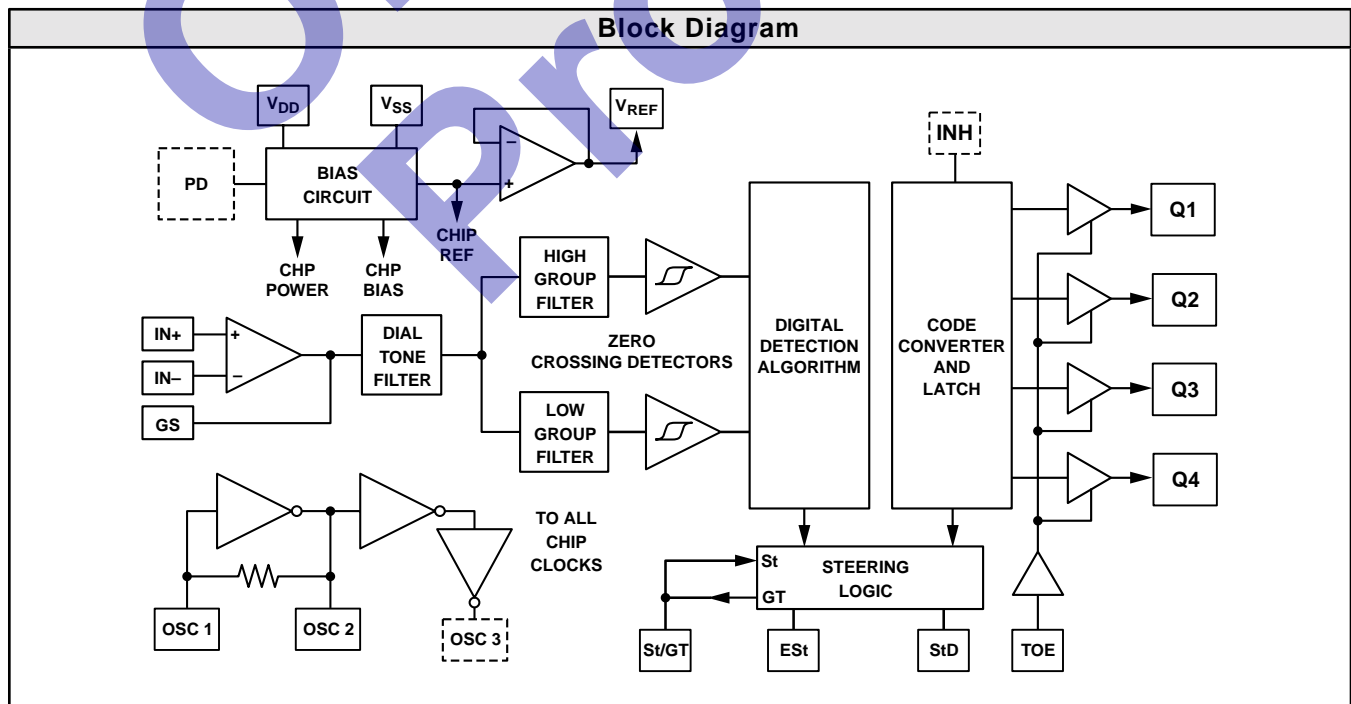 Block Diagram
VDD
VSS
VREF
INH
PD
BIAS
CIRCUIT
−
+
CHIP
REF
CHP
POWER
CHP
BIAS
HIGH
GROUP
FILTER
Q1
Q2
IN+
+
IN−
−
GS
DIAL
TONE
FILTER
ZERO
CROSSING DETECTORS
DIGITAL
DETECTION
ALGORITHM
CODE
CONVERTER
AND
LATCH
Q3
LOW
GROUP
FILTER
Q4
TO ALL
CHIP
CLOCKS
St
GT
STEERING
LOGIC
OSC 1
OSC 2
OSC 3
St/GT
ESt
StD
TOE